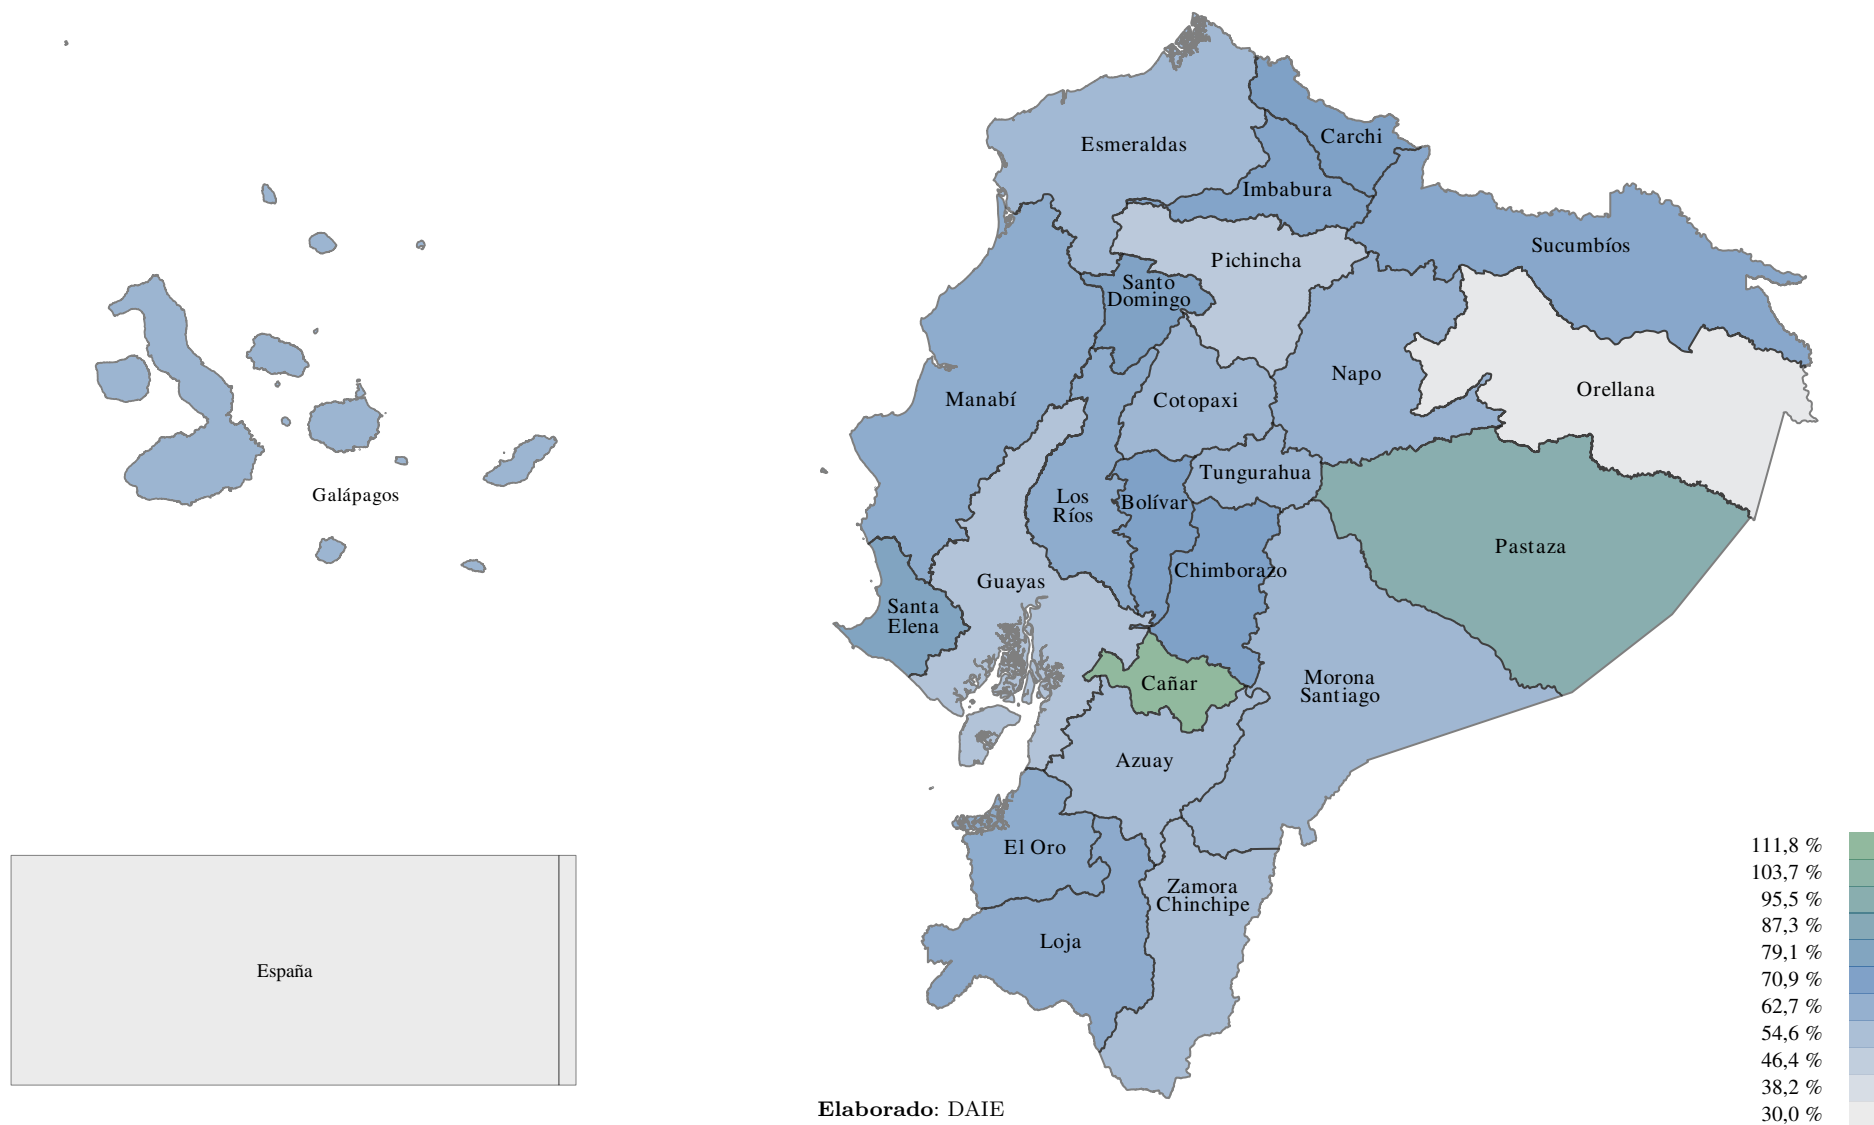 Esmeraldas
Carchi
Imbabura
Sucumbíos
Pichincha
Santo
Domingo
Napo
Orellana
Manabí
Cotopaxi
Tungurahua
Galápagos
Los
Ríos
Bolívar
Pastaza
Chimborazo
Guayas
Santa
Elena
Cañar
Morona
Santiago
Azuay
El Oro
Zamora
Chinchipe
Loja
España
111,8 %
103,7 %
95,5 %
87,3 %
79,1 %
70,9 %
62,7 %
54,6 %
46,4 %
38,2 %
30,0 %
Elaborado: DAIE